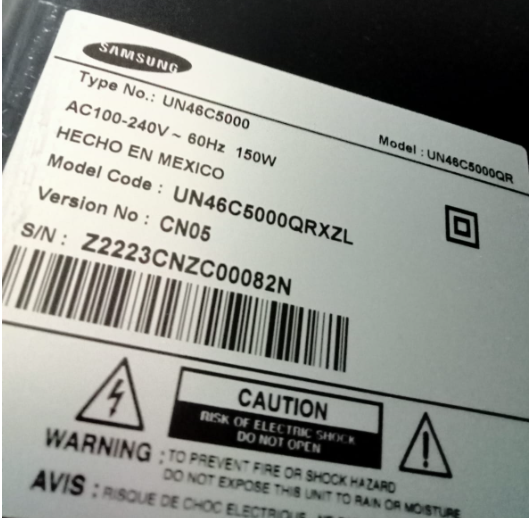 SAMSUNG
Type No.: UN46C5000
Model : UN46C5000QR
AC100-240V~ 60Hz 150W
HECHO EN MEXICO
Model Code : UN46C5000QRXZL
Version No : CN05
S/N : Z2223CNZC00082N
CAUTION
RISK OF ELECTRIC SHOCK
DO NOT OPEN
WARNING : TO PREVENT FIRE OR SHOCK HAZARD
DO NOT EXPOSE THIS UNIT TO RAIN OR MOISTURE
AVIS : RISQUE DE CHOC ELECTRIQUE